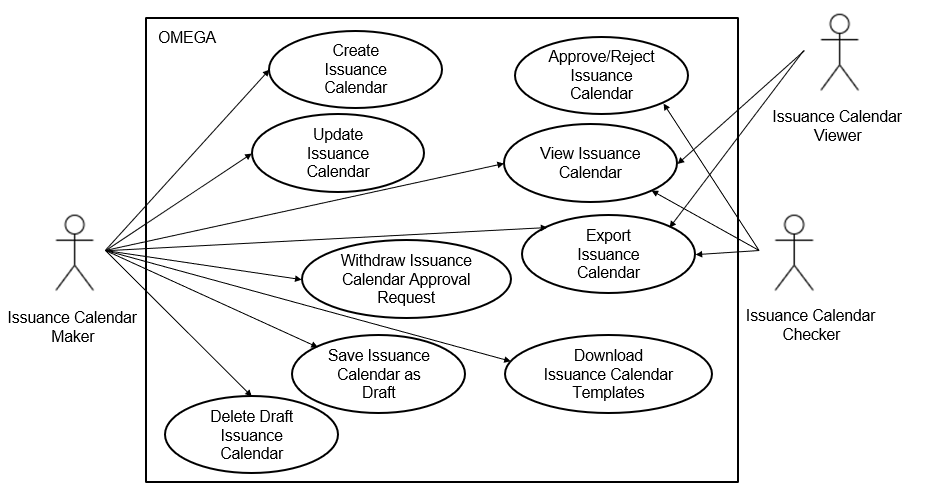 OMEGA
Create
Issuance
Calendar
Approve/Reject
Issuance
Calendar
Issuance Calendar
Viewer
Update
Issuance
Calendar
View Issuance
Calendar
Export
Issuance
Calendar
Withdraw Issuance
Calendar Approval
Request
Issuance Calendar
Maker
Issuance Calendar
Checker
Save Issuance
Calendar as
Draft
Download
Issuance Calendar
Templates
Delete Draft
Issuance
Calendar